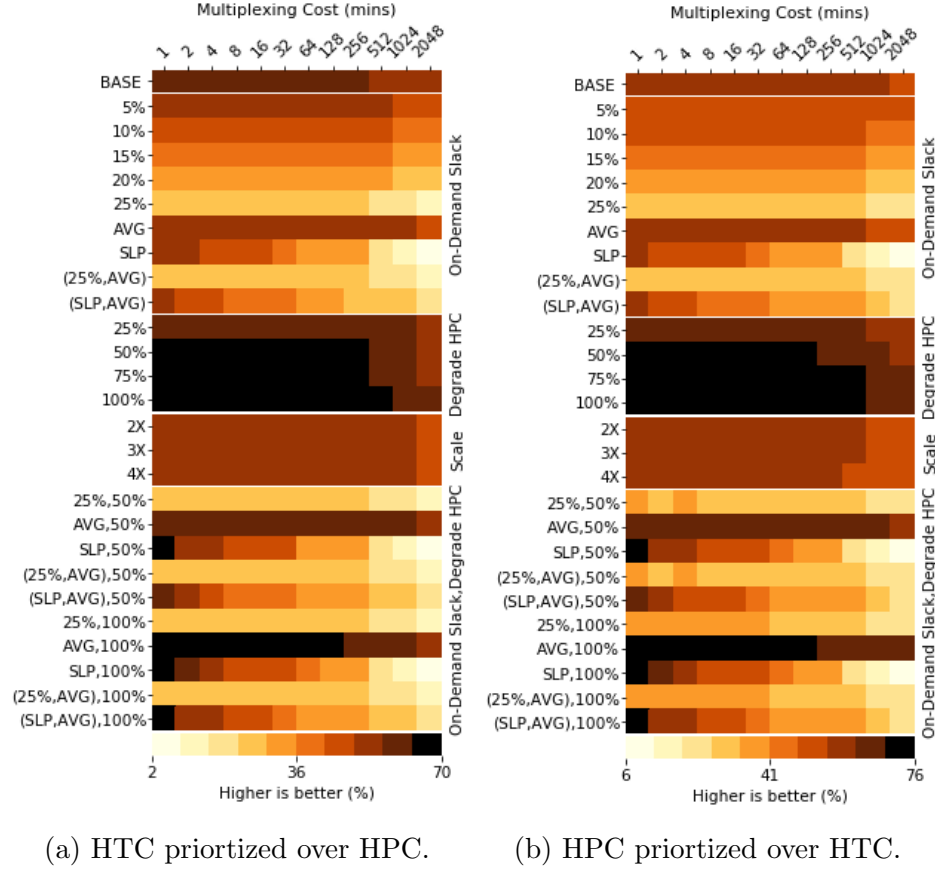 Multiplexing Cost (mins)
1 2 4 8 16 32 64 128 256 512 1024 2048
BASE
5%
10%
15%
20%
25%
AVG
SLP
(25%,AVG)
(SLP,AVG)
25%
50%
75%
100%
2X
3X
4X
25%,50%
AVG,50%
SLP,50%
(25%,AVG),50%
(SLP,AVG),50%
25%,100%
AVG,100%
SLP,100%
(25%,AVG),100%
(SLP,AVG),100%
On-Demand Slack
Degrade HPC
Scale
On-Demand Slack,Degrade HPC
2 36 70
Higher is better (%)
(a) HTC priortized over HPC.
Multiplexing Cost (mins)
1 2 4 8 16 32 64 128 256 512 1024 2048
BASE
5%
10%
15%
20%
25%
AVG
SLP
(25%,AVG)
(SLP,AVG)
25%
50%
75%
100%
2X
3X
4X
25%,50%
AVG,50%
SLP,50%
(25%,AVG),50%
(SLP,AVG),50%
25%,100%
AVG,100%
SLP,100%
(25%,AVG),100%
(SLP,AVG),100%
On-Demand Slack
Degrade HPC
Scale
On-Demand Slack,Degrade HPC
6 41 76
Higher is better (%)
(b) HPC priortized over HTC.